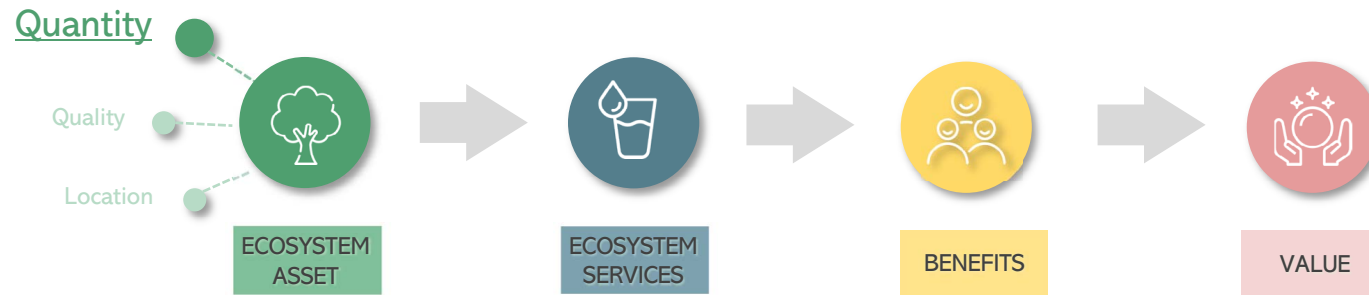 Quantity
Quality
Location
ECOSYSTEM
ASSET
ECOSYSTEM
SERVICES
BENEFITS
VALUE